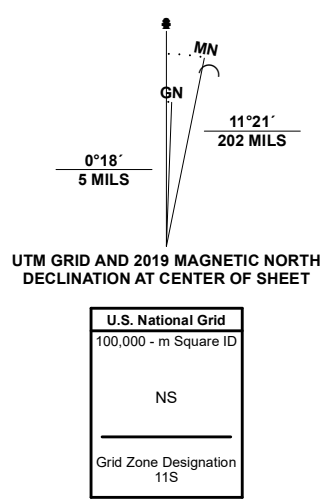 MN
GN
11°21´
202 MILS
0°18´
5 MILS
UTM GRID AND 2019 MAGNETIC NORTH
DECLINATION AT CENTER OF SHEET
U.S. National Grid
100,000 - m Square ID
NS
Grid Zone Designation
11S